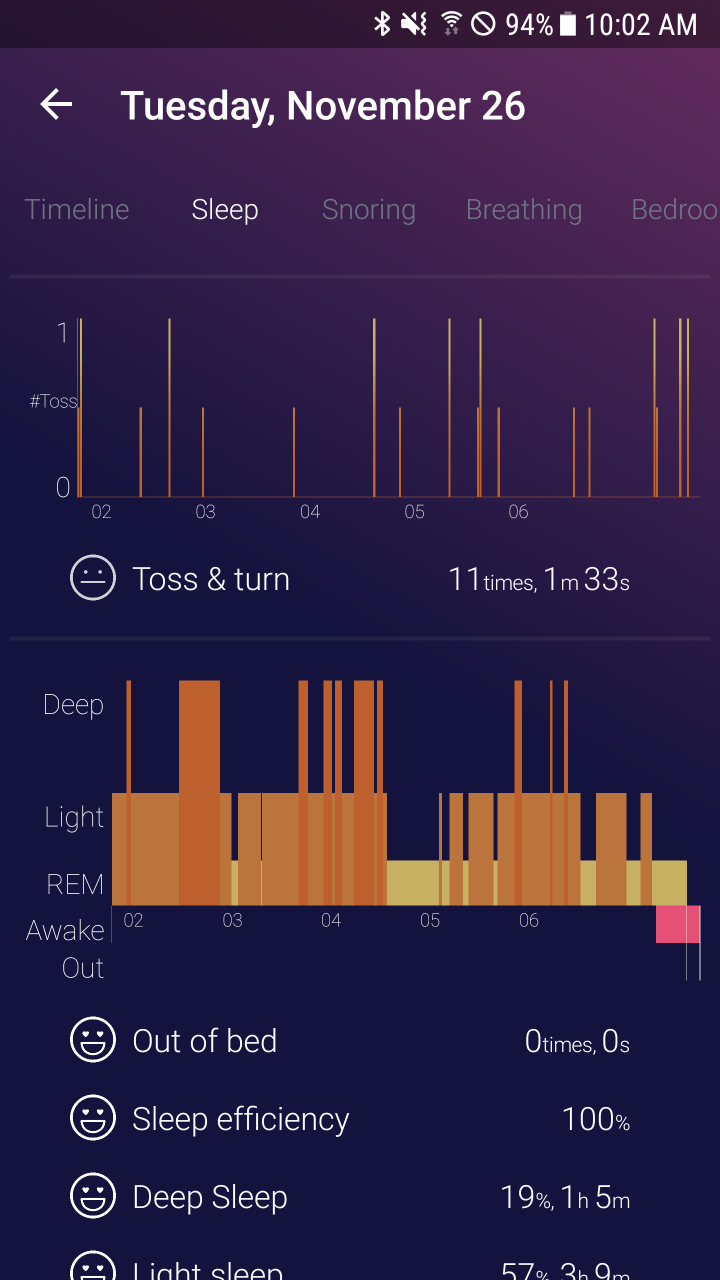 94% 10:02 AM
Tuesday, November 26
Timeline Sleep Snoring Breathing Bedroo
1
#Toss
0
02 03 04 05 06
Toss & turn 11times, 1m 33s
Deep
Light
REM
Awake
02 03 04 05 06
Out
Out of bed 0times, 0s
Sleep efficiency 100%
Deep Sleep 19%, 1h 5m
Light sleep 57%, 3h 9m